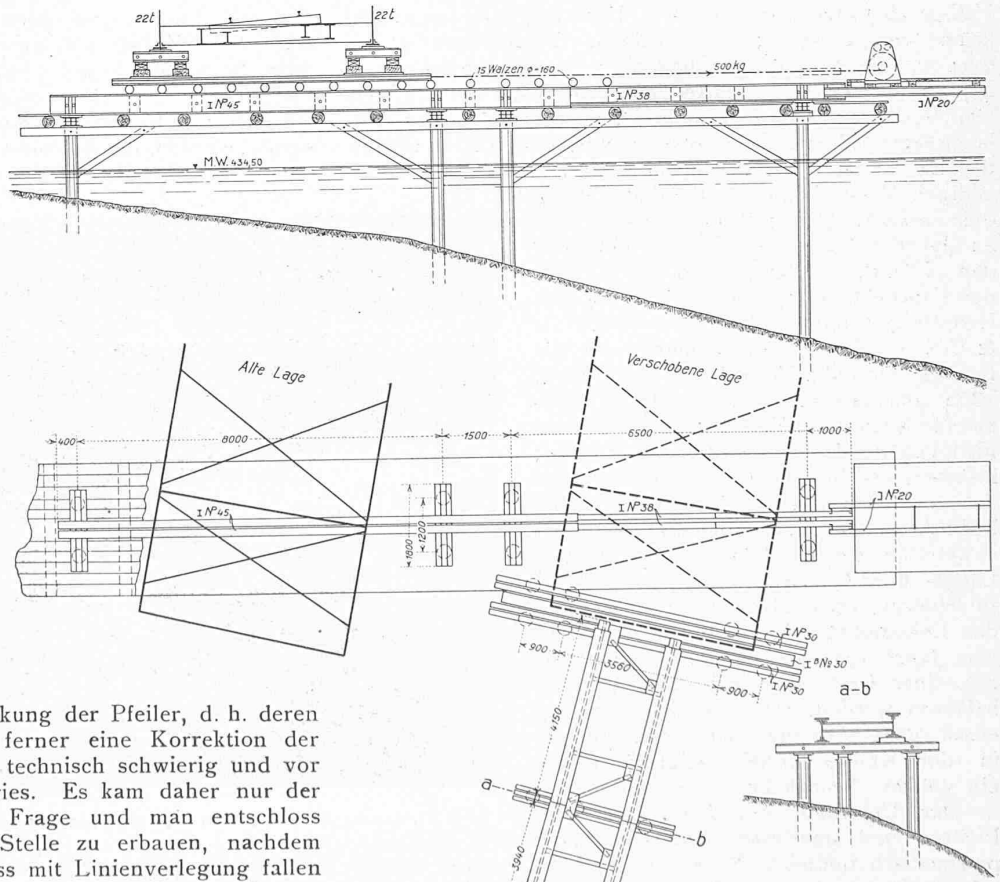 22t
22t
15 Walzen φ-160
500 kg
I Nº 45
I Nº 38
J Nº 20
M.W. 434,50
Alte Lage
Verschobene Lage
400
8000
1500
6500
1000
I Nº 45
I Nº 38
J Nº 20
1800
1200
I Nº 30
I B Nº 30
I Nº 30
900
3560
900
4150
a-b
a
b
5940
kung der Pfeiler, d. h. deren
ferner eine Korrektion der
technisch schwierig und vor
ries. Es kam daher nur der
Frage und man entschloss
Stelle zu erbauen, nachdem
ss mit Linienverlegung fallen